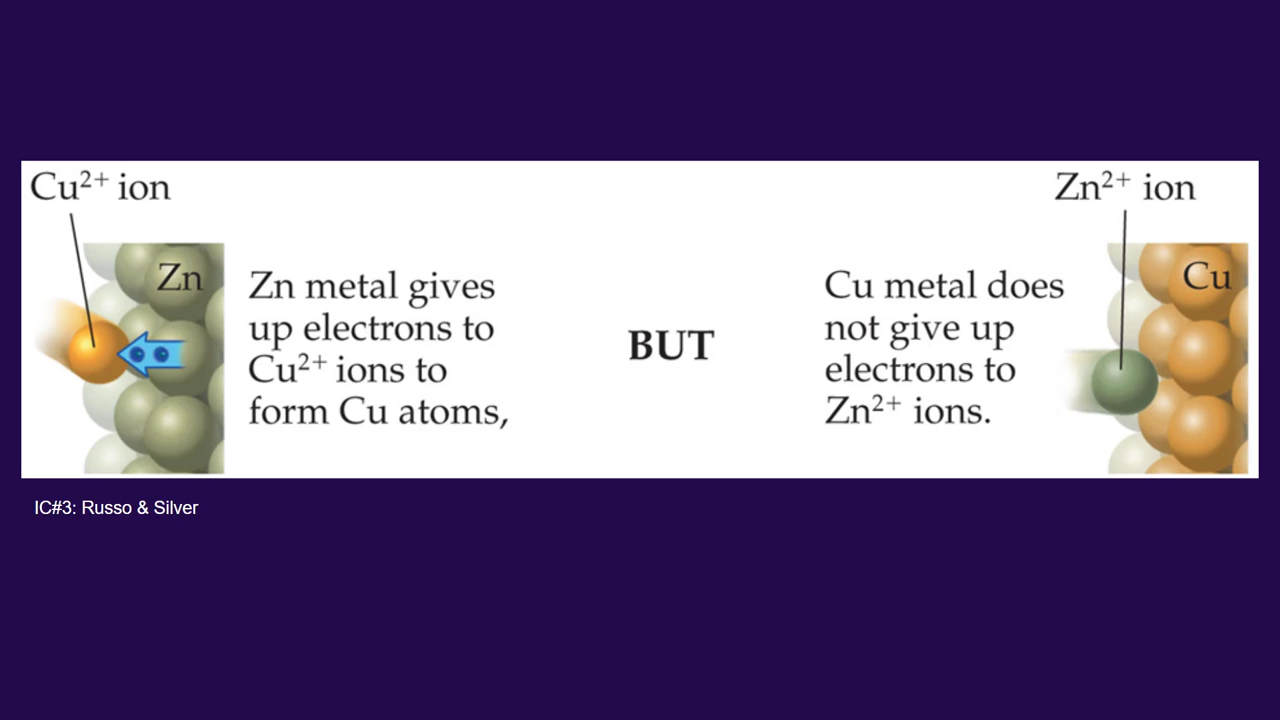 Cu²⁺ ion
Zn
Zn metal gives
up electrons to
Cu²⁺ ions to
form Cu atoms,
BUT
Cu metal does
not give up
electrons to
Zn²⁺ ions.
Zn²⁺ ion
Cu
IC#3: Russo & Silver